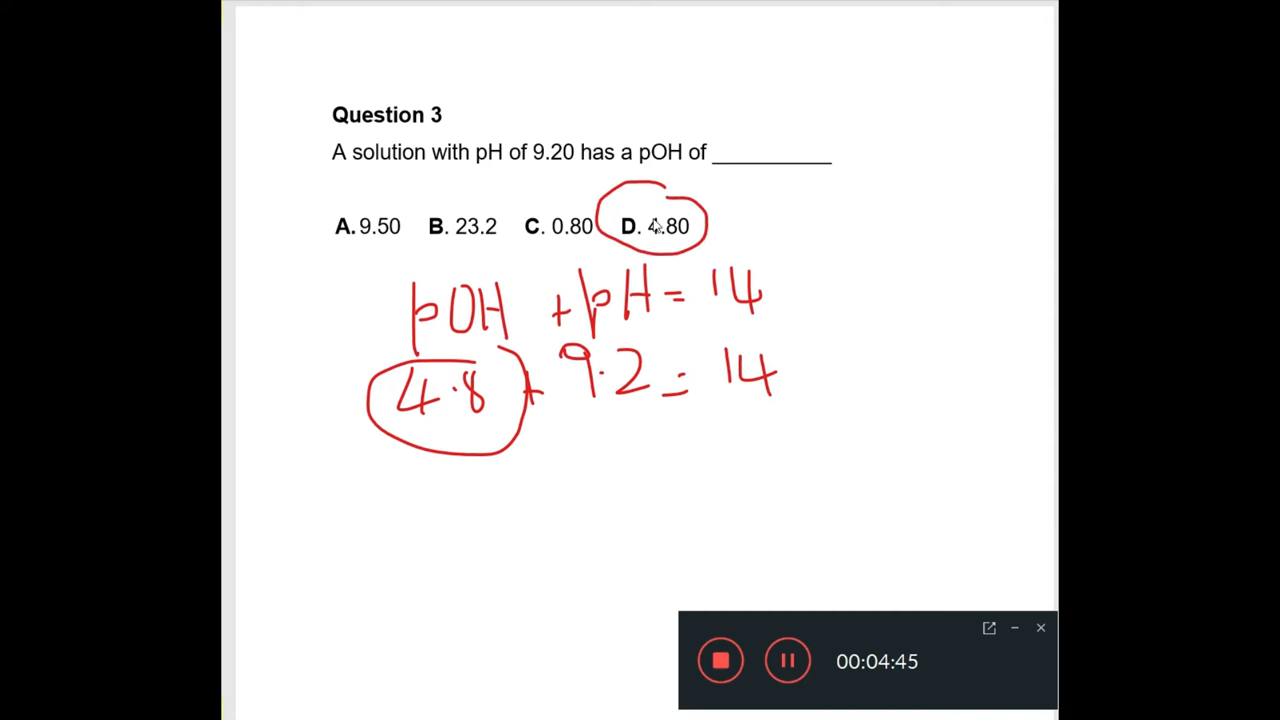 Question 3
A solution with pH of 9.20 has a pOH of __________
A. 9.50 B. 23.2 C. 0.80 D. 4.80
pOH + pH = 14
4.8 + 9.2 = 14
00:04:45